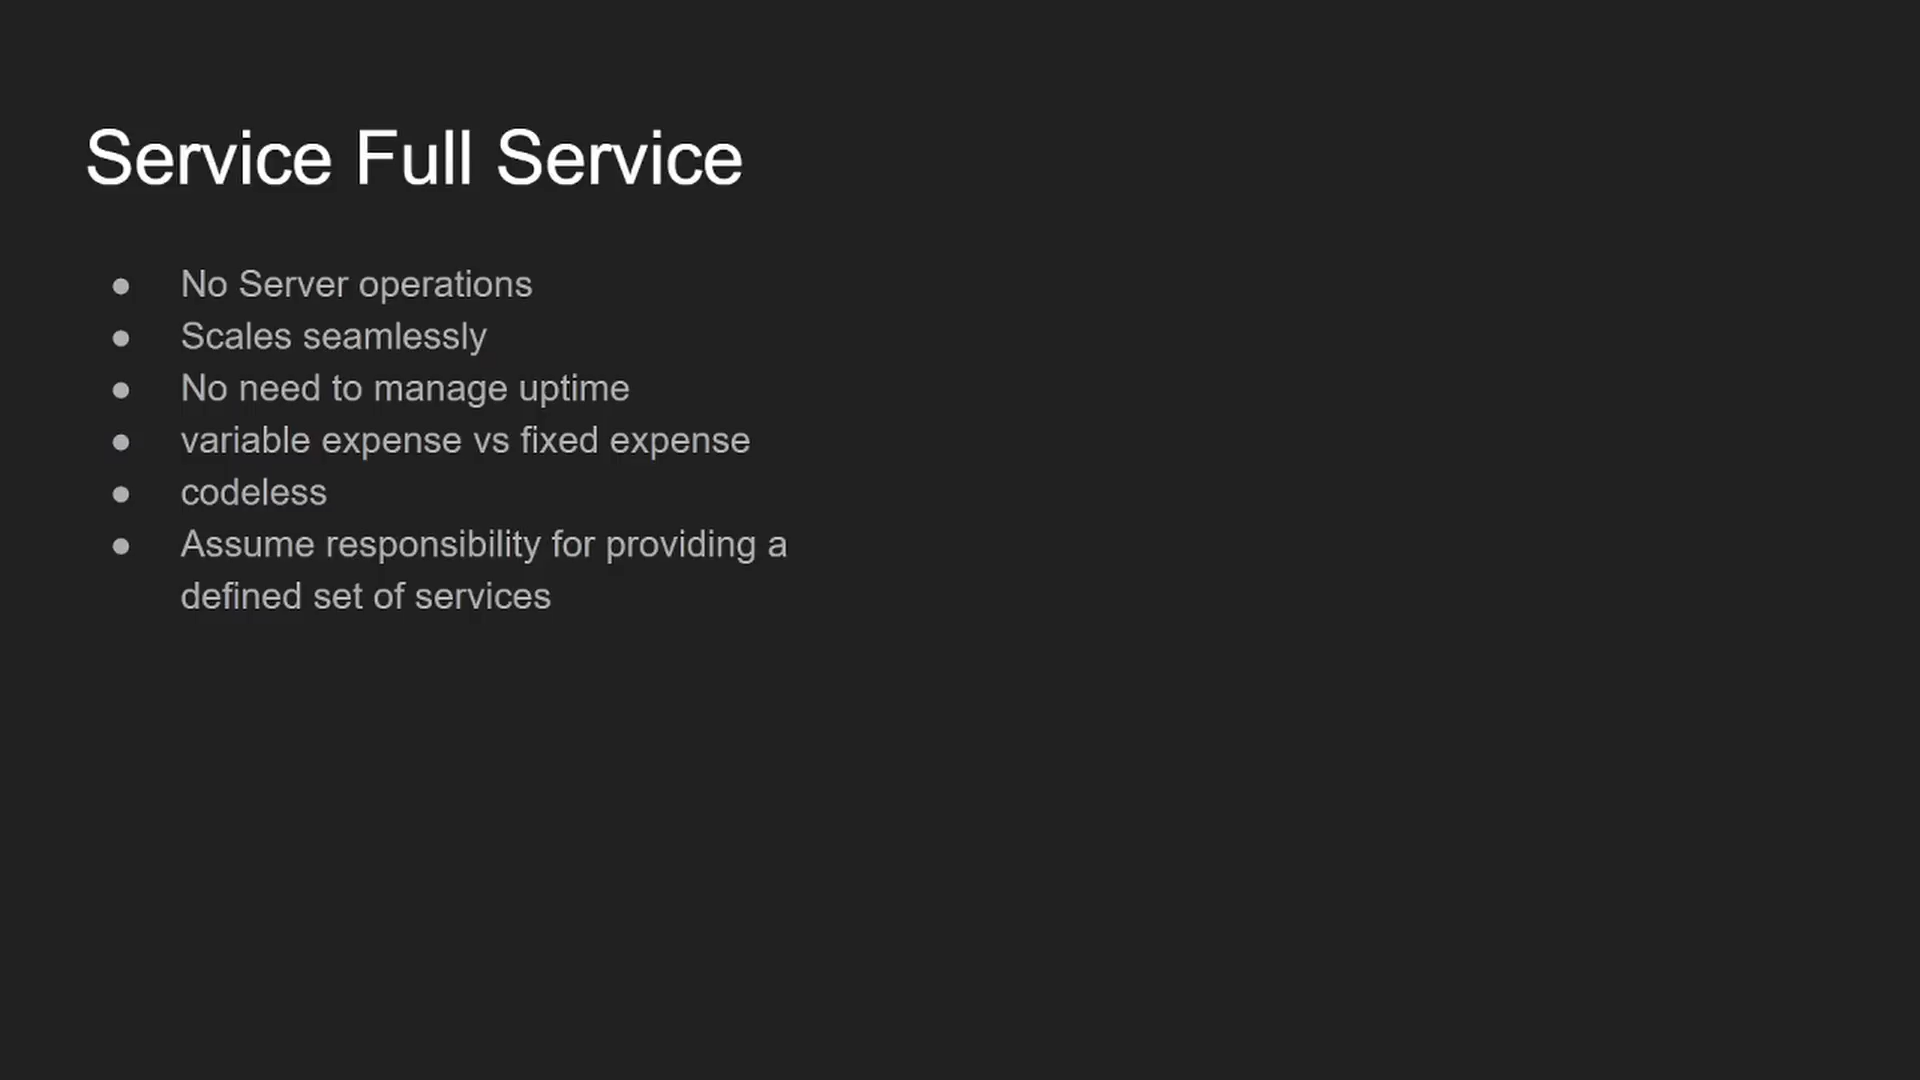 Service Full Service
● No Server operations
● Scales seamlessly
● No need to manage uptime
● variable expense vs fixed expense
● codeless
● Assume responsibility for providing a
defined set of services